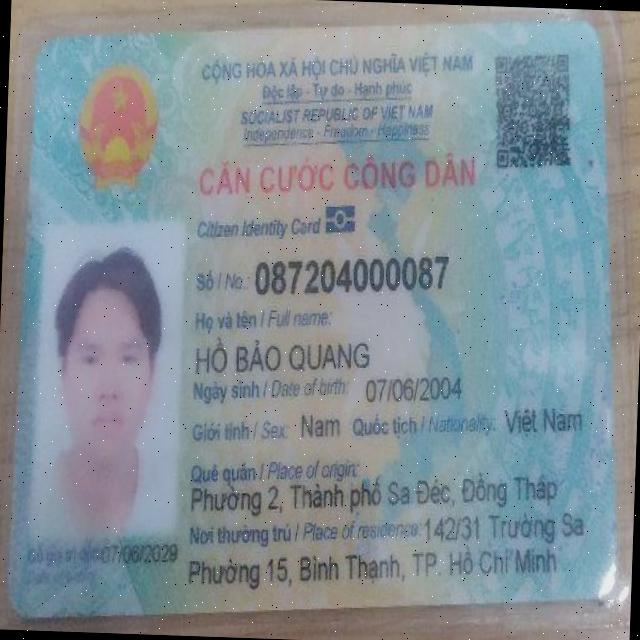 CỘNG HÒA XÃ HỘI CHỦ NGHĨA VIỆT NAM
Độc lập - Tự do - Hạnh phúc
SOCIALIST REPUBLIC OF VIET NAM
Independence - Freedom - Happiness
CĂN CƯỚC CÔNG DÂN
Citizen Identity Card
Số / No.: 087204000087
Họ và tên / Full name:
HỒ BẢO QUANG
Ngày sinh / Date of birth: 07/06/2004
Giới tính / Sex: Nam Quốc tịch / Nationality: Việt Nam
Quê quán / Place of origin:
Phường 2, Thành phố Sa Đéc, Đồng Tháp
Nơi thường trú / Place of residence: 142/31 Trường Sa
Phường 15, Bình Thạnh, TP. Hồ Chí Minh
07/06/2029